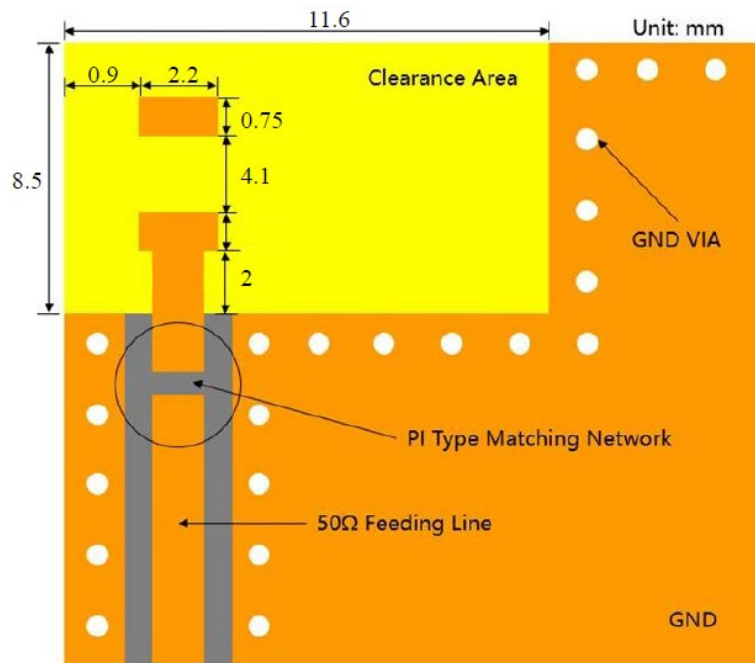 11.6
Unit: mm
0.9
2.2
Clearance Area
0.75
4.1
8.5
GND VIA
2
PI Type Matching Network
50Ω Feeding Line
GND